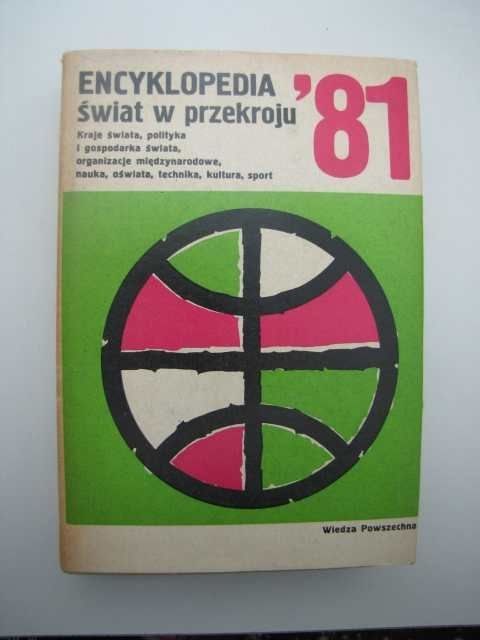 ENCYKLOPEDIA
świat w przekroju
'81
Kraje świata, polityka
i gospodarka świata,
organizacje międzynarodowe,
nauka, oświata, technika, kultura, sport
Wiedza Powszechna